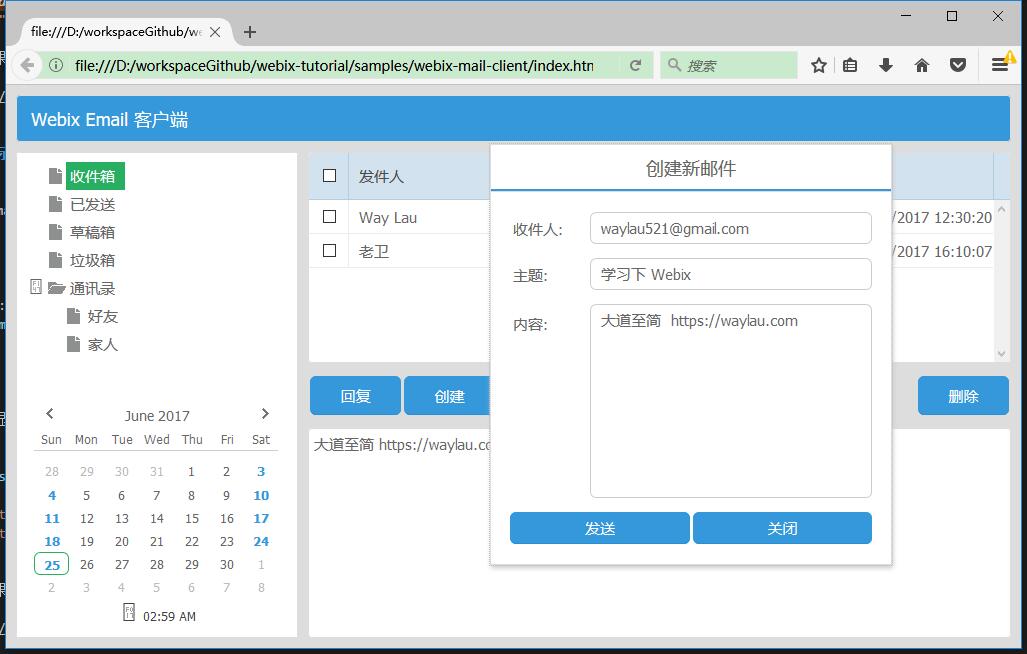 file:///D:/workspaceGithub/we
file:///D:/workspaceGithub/webix-tutorial/samples/webix-mail-client/index.htm
搜索
Webix Email 客户端
收件箱
已发送
草稿箱
垃圾箱
通讯录
好友
家人
June 2017
Sun Mon Tue Wed Thu Fri Sat
28 29 30 31 1 2 3
4 5 6 7 8 9 10
11 12 13 14 15 16 17
18 19 20 21 22 23 24
25 26 27 28 29 30 1
2 3 4 5 6 7 8
02:59 AM
发件人
Way Lau /2017 12:30:20
老卫 /2017 16:10:07
回复 创建 删除
大道至简 https://waylau.co
创建新邮件
收件人: waylau521@gmail.com
主题: 学习下 Webix
内容: 大道至简 https://waylau.com
发送 关闭